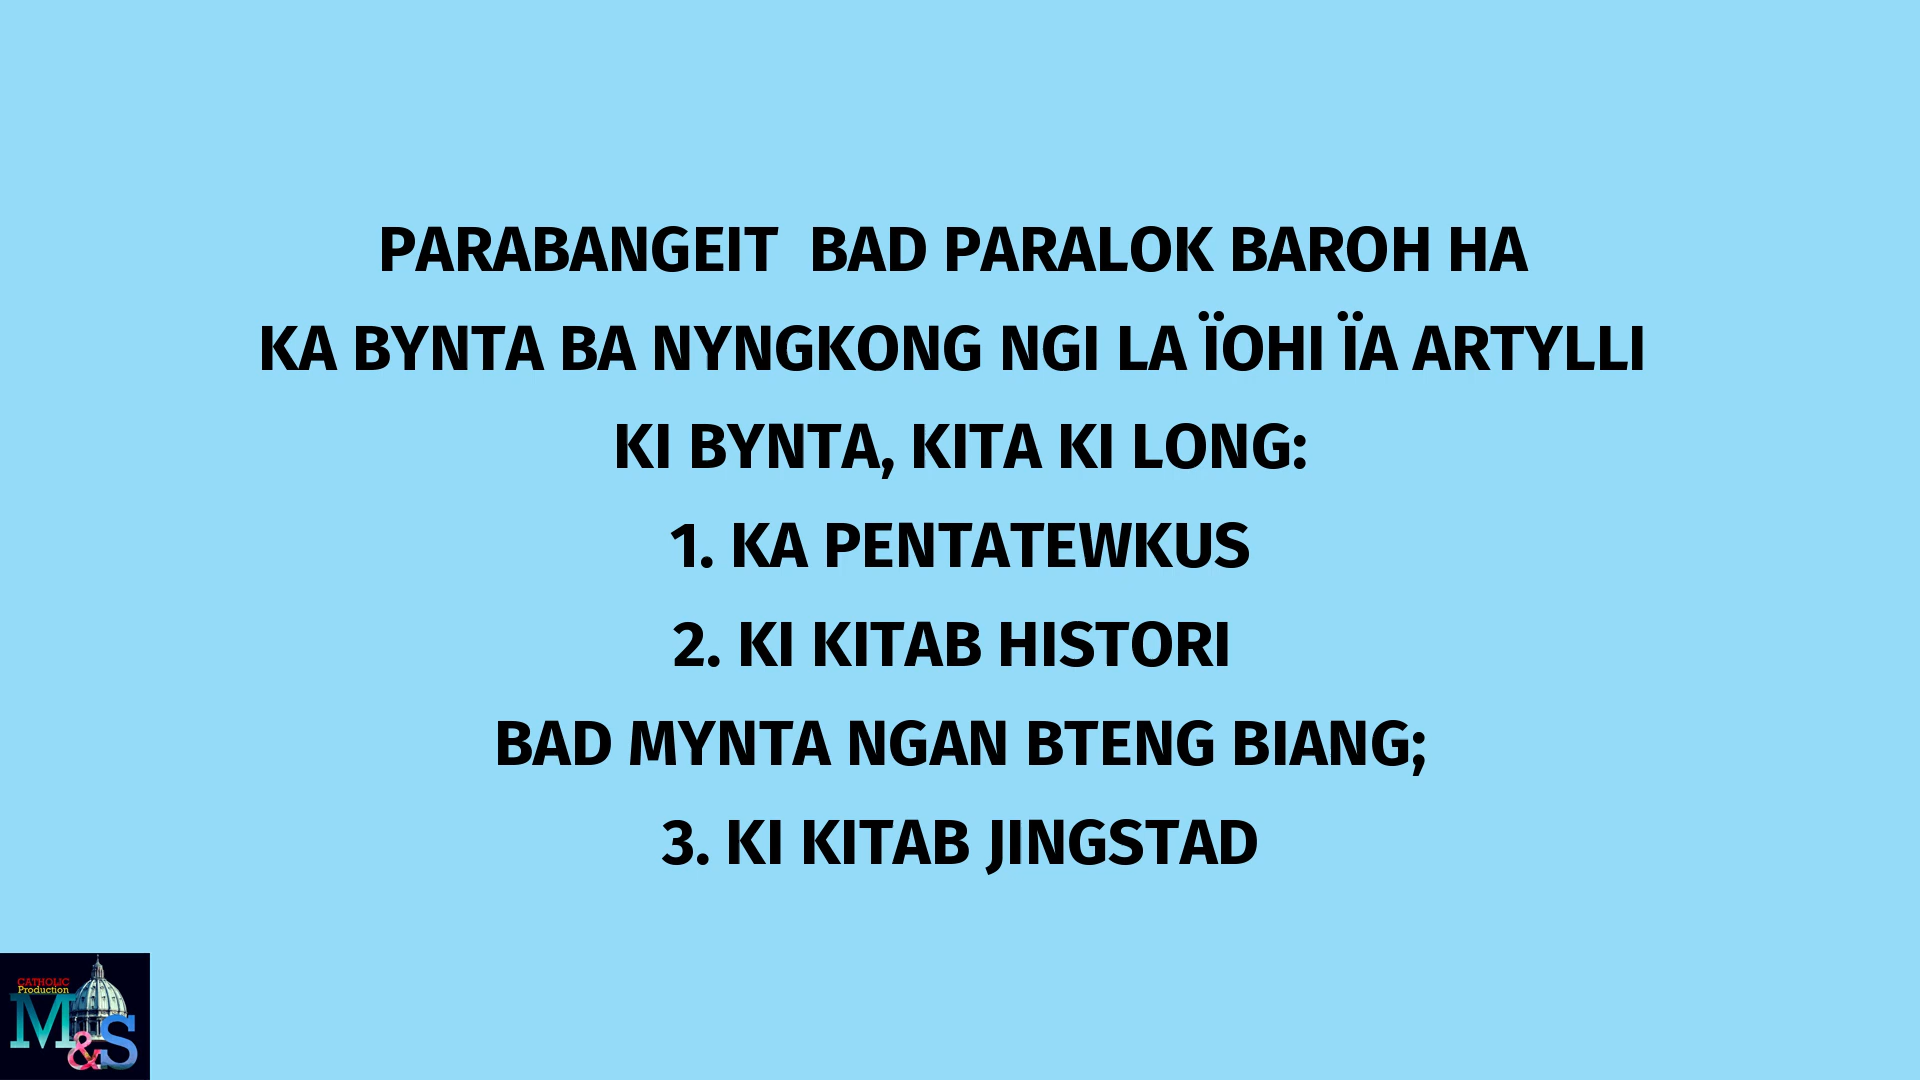 PARABANGEIT  BAD PARALOK BAROH HA
KA BYNTA BA NYNGKONG NGI LA ÏOHI ÏA ARTYLLI
KI BYNTA, KITA KI LONG:
1. KA PENTATEWKUS
2. KI KITAB HISTORI
BAD MYNTA NGAN BTENG BIANG;
3. KI KITAB JINGSTAD
CATHOLIC
Production
M&S